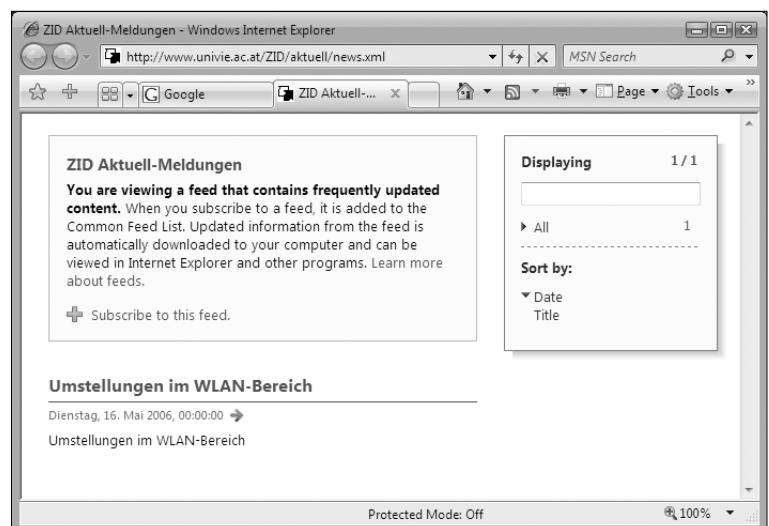 ZID Aktuell-Meldungen - Windows Internet Explorer
http://www.univie.ac.at/ZID/aktuell/news.xml
MSN Search
Google
ZID Aktuell-...
Page
Tools
ZID Aktuell-Meldungen
You are viewing a feed that contains frequently updated
content. When you subscribe to a feed, it is added to the
Common Feed List. Updated information from the feed is
automatically downloaded to your computer and can be
viewed in Internet Explorer and other programs. Learn more
about feeds.
Subscribe to this feed.
Displaying 1 / 1
All 1
Sort by:
Date
Title
Umstellungen im WLAN-Bereich
Dienstag, 16. Mai 2006, 00:00:00
Umstellungen im WLAN-Bereich
Protected Mode: Off
100%